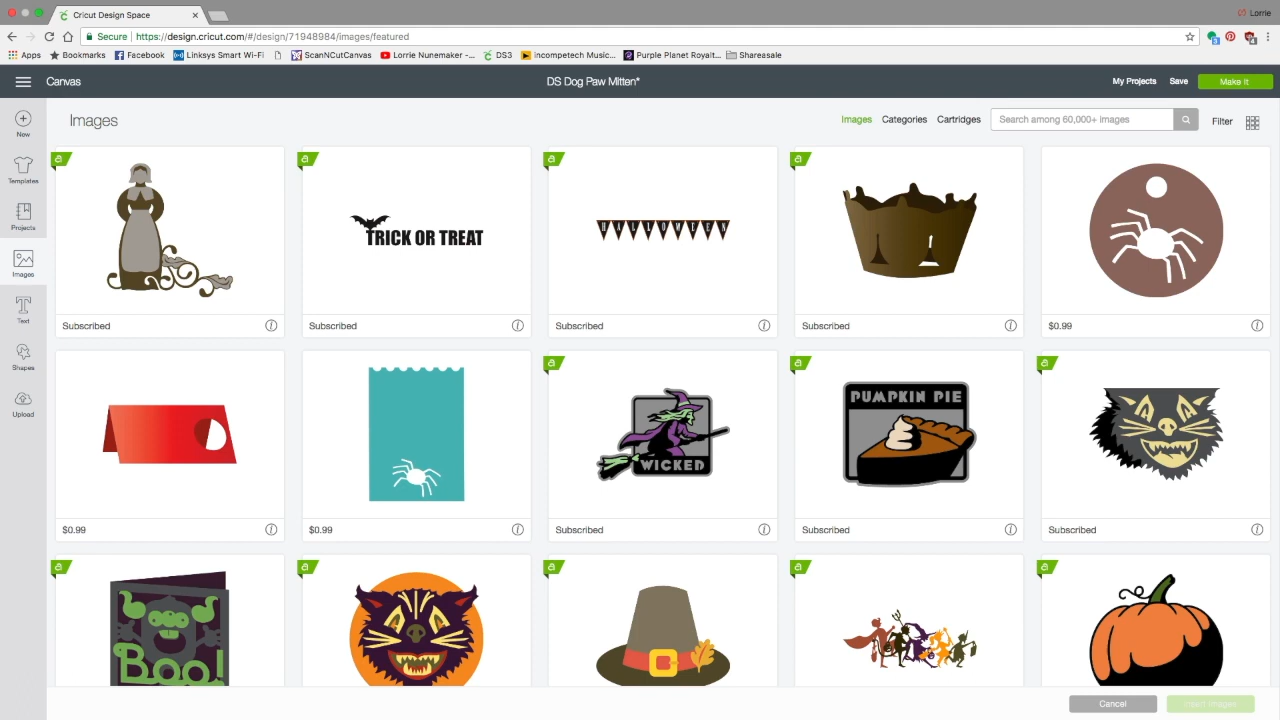 Cricut Design Space
Lorrie
Secure
https://design.cricut.com/#/design/71948984/images/featured
Apps
Bookmarks
Facebook
Linksys Smart Wi-Fi
ScanNCutCanvas
Lorrie Nunemaker -...
DS3
incompetech Music...
Purple Planet Royalt...
Shareasale
Canvas
DS Dog Paw Mitten*
My Projects
Save
Make It
New
Templates
Projects
Images
Text
Shapes
Upload
Images
Images
Categories
Cartridges
Search among 60,000+ images
Filter
TRICK OR TREAT
HALLOWEEN
Subscribed
Subscribed
Subscribed
Subscribed
$0.99
WICKED
PUMPKIN PIE
$0.99
$0.99
Subscribed
Subscribed
Subscribed
Boo!
Cancel
Insert Images